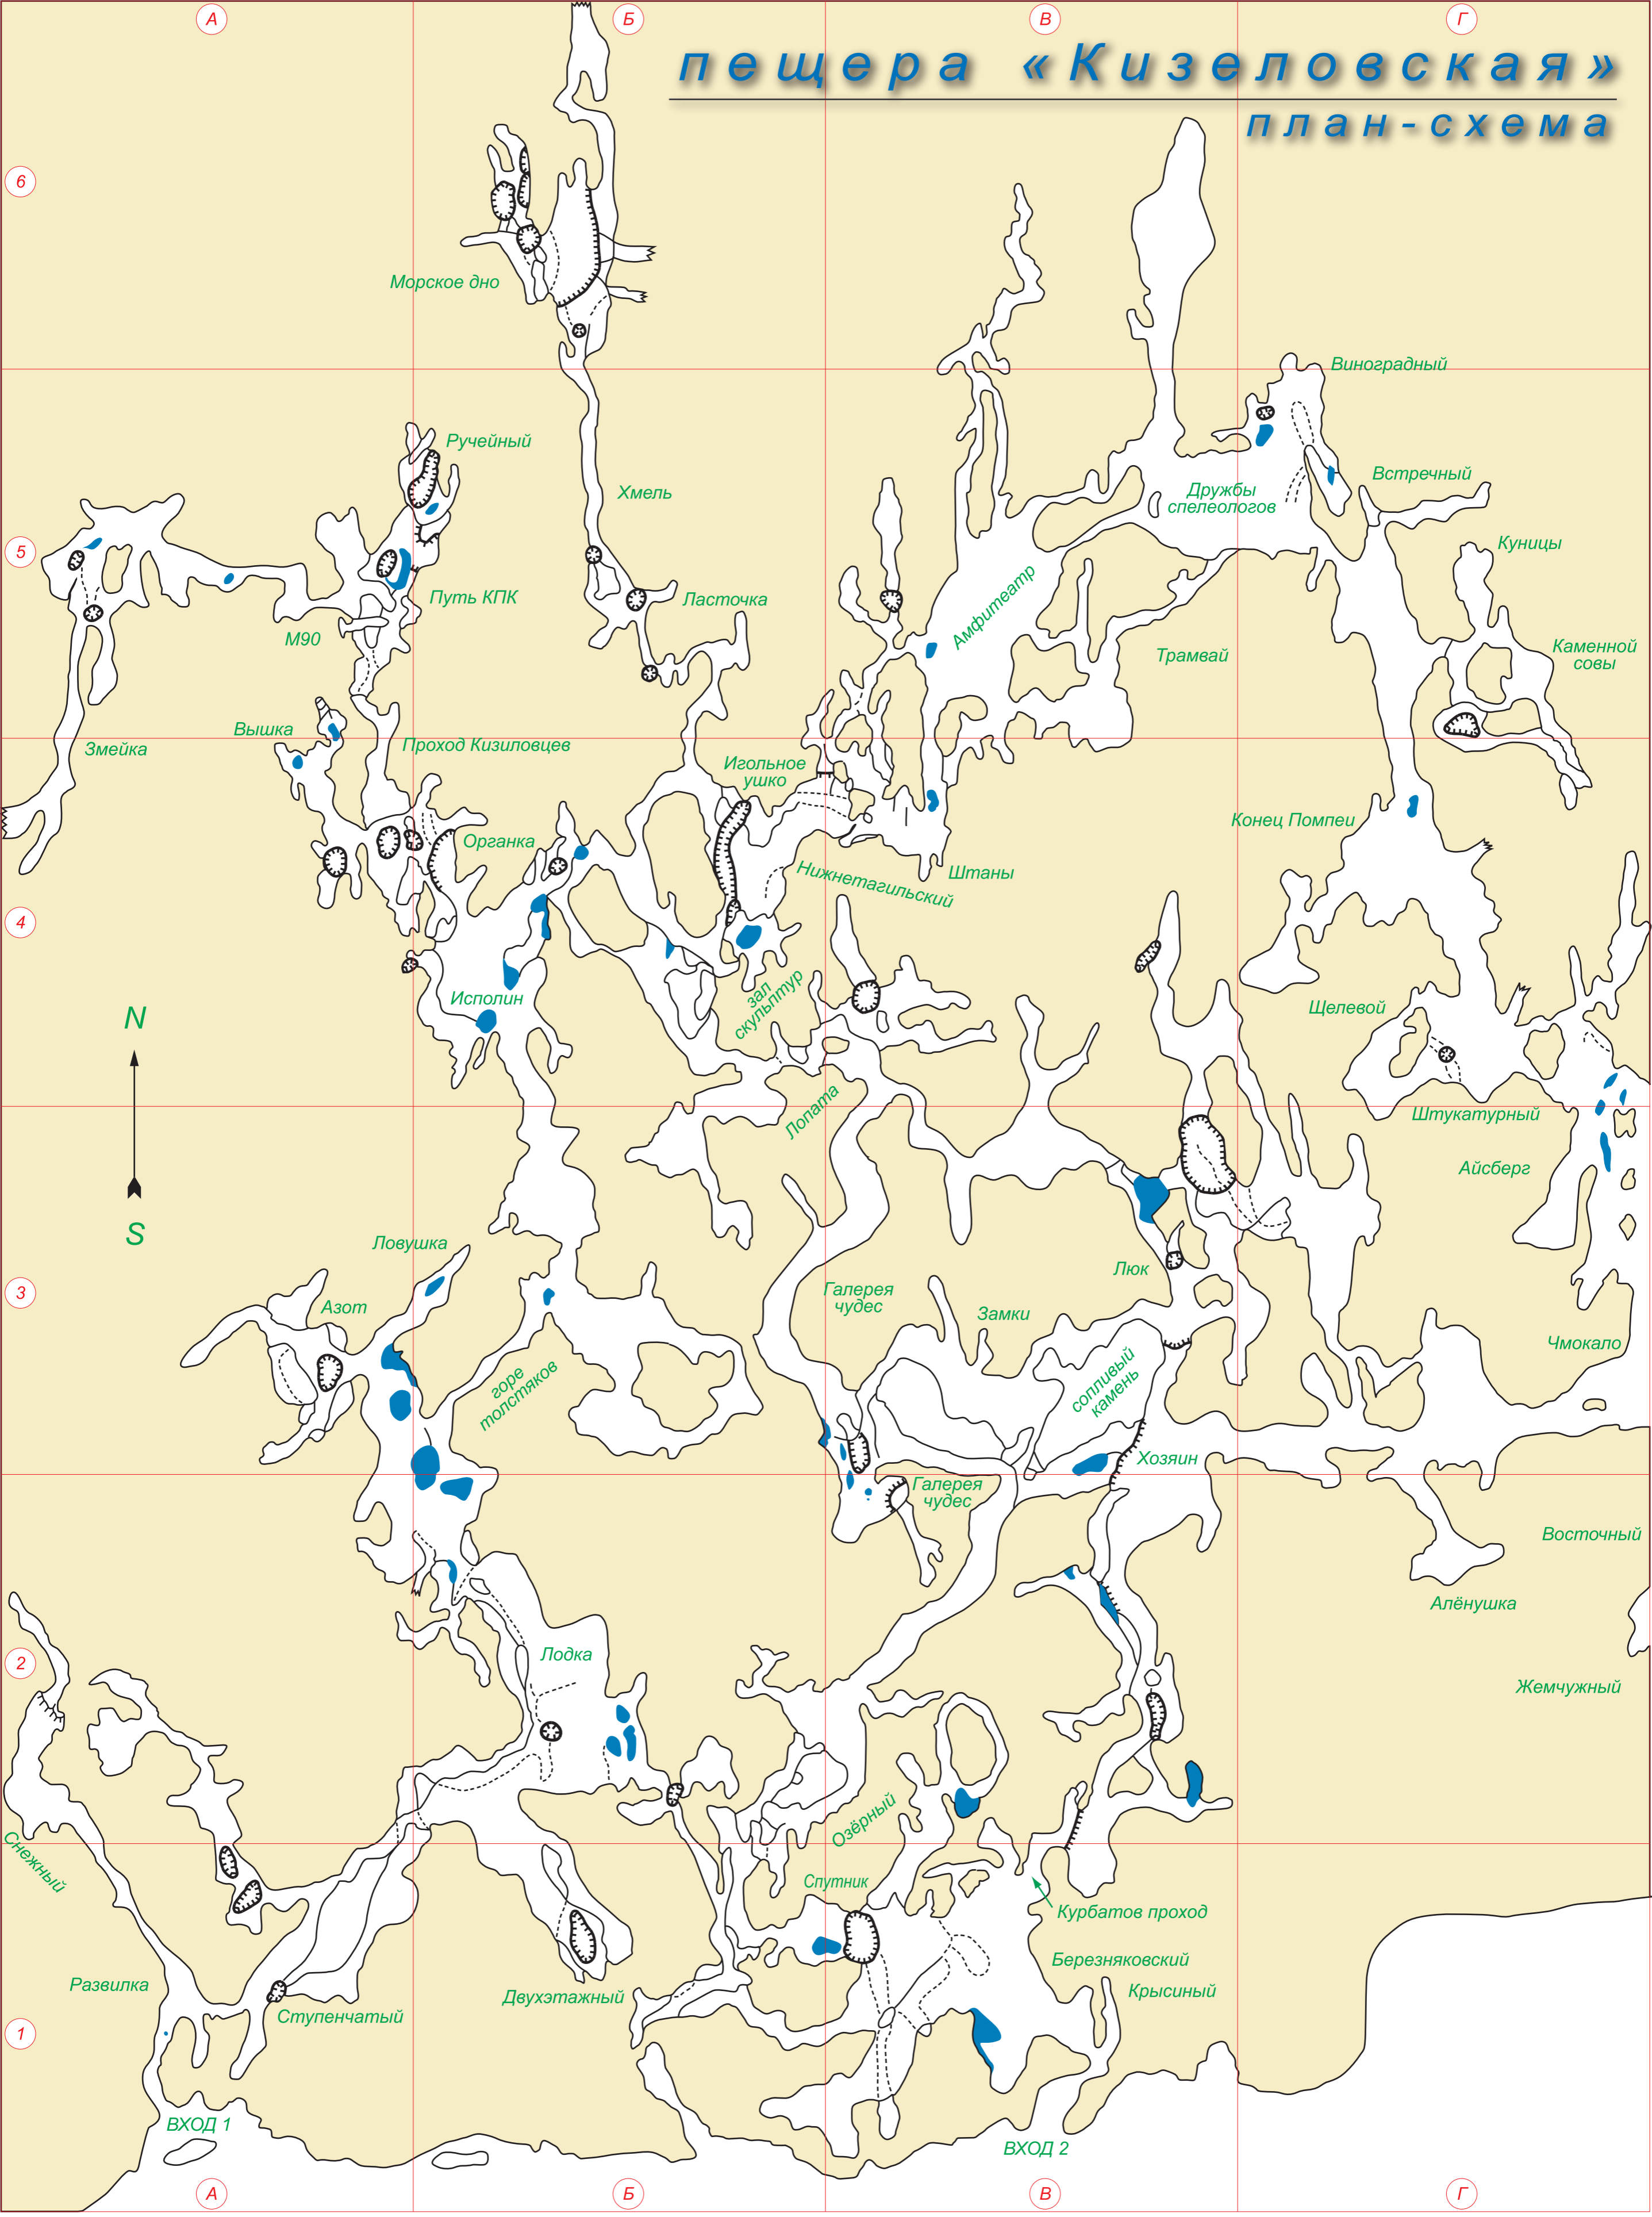 А
Б
В
Г
пещера «Кизеловская»
план-схема
6
Морское дно
Виноградный
Ручейный
Встречный
Хмель
Дружбы
спелеологов
Куницы
5
Путь КПК
Ласточка
Амфитеатр
М90
Каменной
совы
Трамвай
Вышка
Змейка
Проход Кизиловцев
Игольное
ушко
Конец Помпеи
Органка
Нижнетагильский
Штаны
4
Исполин
зал
скульптур
Щелевой
N
Лопата
Штукатурный
Айсберг
S
Ловушка
Люк
3
Азот
Галерея
чудес
Замки
Чмокало
горе
толстяков
сопливый
камень
Хозяин
Галерея
чудес
Восточный
Алёнушка
2
Лодка
Жемчужный
Озёрный
Снежный
Спутник
Курбатов проход
Березняковский
Развилка
Ступенчатый
Двухэтажный
Крысиный
1
ВХОД 1
ВХОД 2
А
Б
В
Г